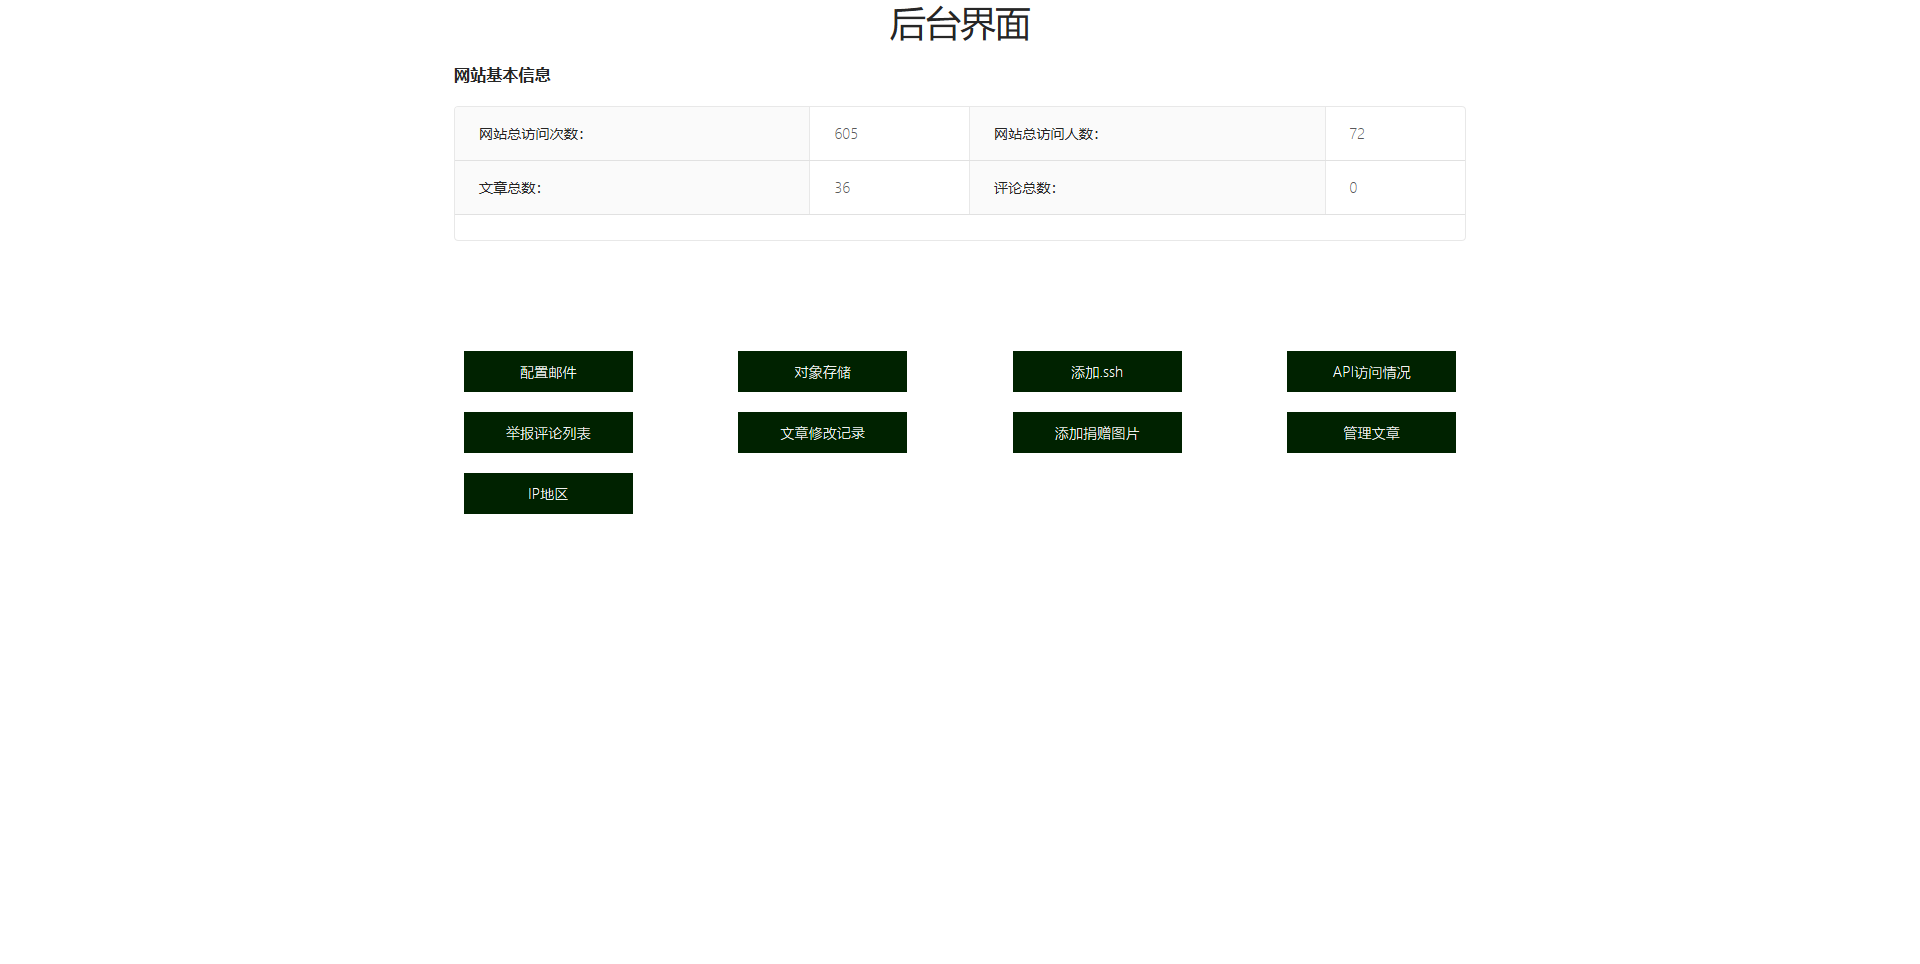 后台界面
网站基本信息
网站总访问次数: 605 网站总访问人数: 72
文章总数: 36 评论总数: 0
配置邮件 对象存储 添加.ssh API访问情况
举报评论列表 文章修改记录 添加捐赠图片 管理文章
IP地区